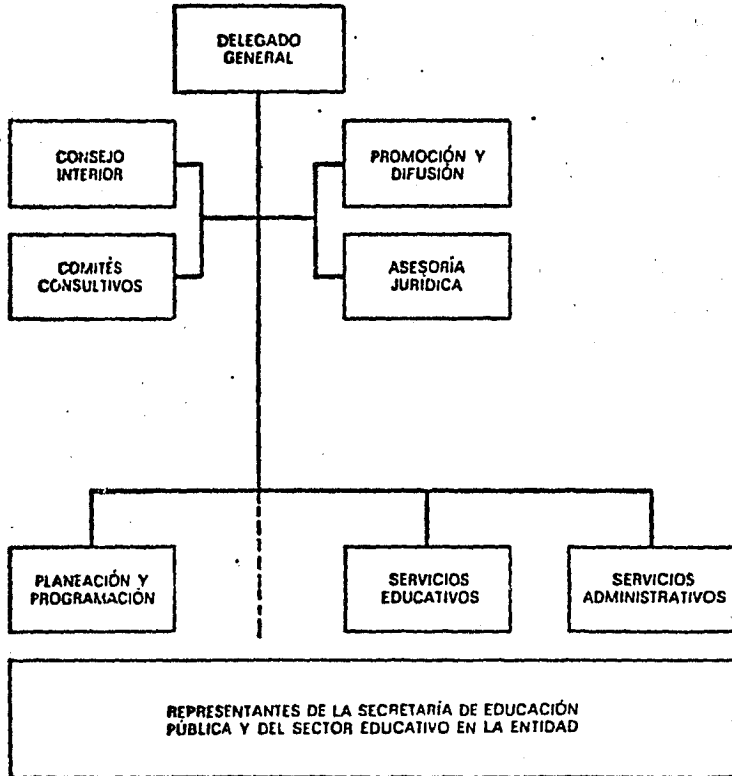 DELEGADO
GENERAL
CONSEJO
INTERIOR
PROMOCIÓN Y
DIFUSIÓN
COMITÉS
CONSULTIVOS
ASESORÍA
JURÍDICA
PLANEACIÓN Y
PROGRAMACIÓN
SERVICIOS
EDUCATIVOS
SERVICIOS
ADMINISTRATIVOS
REPRESENTANTES DE LA SECRETARÍA DE EDUCACIÓN
PÚBLICA Y DEL SECTOR EDUCATIVO EN LA ENTIDAD